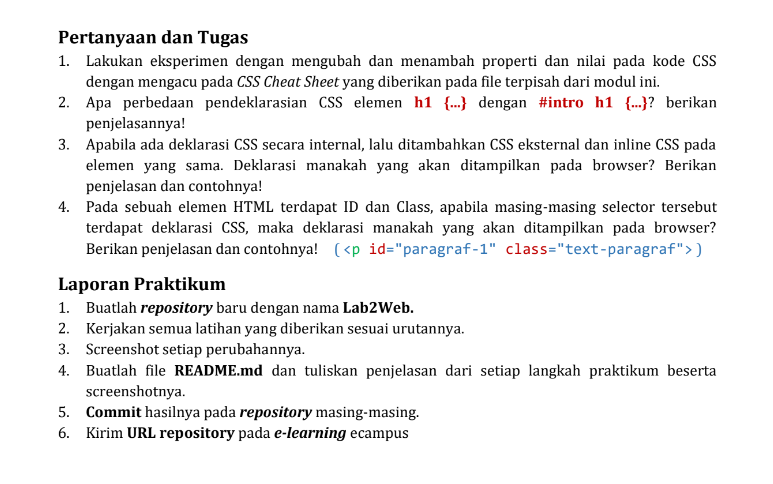 Pertanyaan dan Tugas
1. Lakukan eksperimen dengan mengubah dan menambah properti dan nilai pada kode CSS
dengan mengacu pada CSS Cheat Sheet yang diberikan pada file terpisah dari modul ini.
2. Apa perbedaan pendeklarasian CSS elemen h1 {...} dengan #intro h1 {...}? berikan
penjelasannya!
3. Apabila ada deklarasi CSS secara internal, lalu ditambahkan CSS eksternal dan inline CSS pada
elemen yang sama. Deklarasi manakah yang akan ditampilkan pada browser? Berikan
penjelasan dan contohnya!
4. Pada sebuah elemen HTML terdapat ID dan Class, apabila masing-masing selector tersebut
terdapat deklarasi CSS, maka deklarasi manakah yang akan ditampilkan pada browser?
Berikan penjelasan dan contohnya! (<p id="paragraf-1" class="text-paragraf">)
Laporan Praktikum
1. Buatlah repository baru dengan nama Lab2Web.
2. Kerjakan semua latihan yang diberikan sesuai urutannya.
3. Screenshot setiap perubahannya.
4. Buatlah file README.md dan tuliskan penjelasan dari setiap langkah praktikum beserta
screenshotnya.
5. Commit hasilnya pada repository masing-masing.
6. Kirim URL repository pada e-learning ecampus